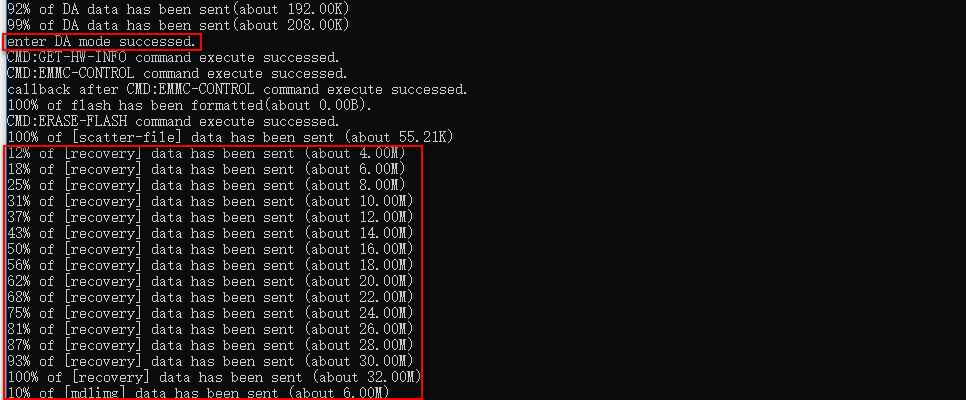 92% of DA data has been sent(about 192.00K)
99% of DA data has been sent(about 208.00K)
enter DA mode successed.
CMD:GET-HW-INFO command execute successed.
CMD:EMMC-CONTROL command execute successed.
callback after CMD:EMMC-CONTROL command execute successed.
100% of flash has been formatted(about 0.00B).
CMD:ERASE-FLASH command execute successed.
100% of [scatter-file] data has been sent (about 55.21K)
12% of [recovery] data has been sent (about 4.00M)
18% of [recovery] data has been sent (about 6.00M)
25% of [recovery] data has been sent (about 8.00M)
31% of [recovery] data has been sent (about 10.00M)
37% of [recovery] data has been sent (about 12.00M)
43% of [recovery] data has been sent (about 14.00M)
50% of [recovery] data has been sent (about 16.00M)
56% of [recovery] data has been sent (about 18.00M)
62% of [recovery] data has been sent (about 20.00M)
68% of [recovery] data has been sent (about 22.00M)
75% of [recovery] data has been sent (about 24.00M)
81% of [recovery] data has been sent (about 26.00M)
87% of [recovery] data has been sent (about 28.00M)
93% of [recovery] data has been sent (about 30.00M)
100% of [recovery] data has been sent (about 32.00M)
10% of [md1img] data has been sent (about 6.00M)